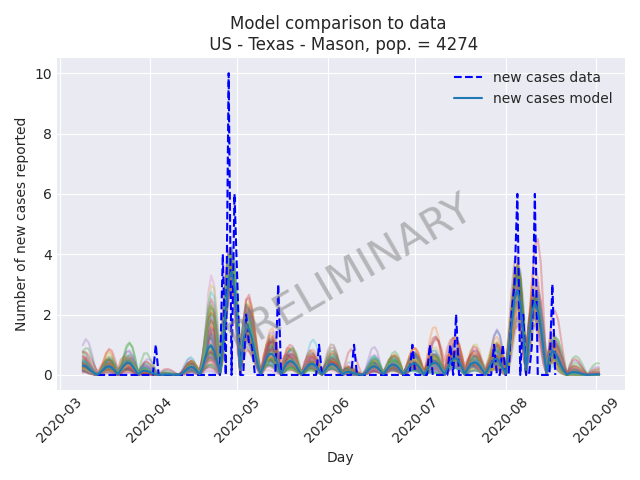 Model comparison to data
US - Texas - Mason, pop. = 4274
new cases data
new cases model
Number of new cases reported
10
8
6
4
2
0
PRELIMINARY
2020-03
2020-04
2020-05
2020-06
2020-07
2020-08
2020-09
Day